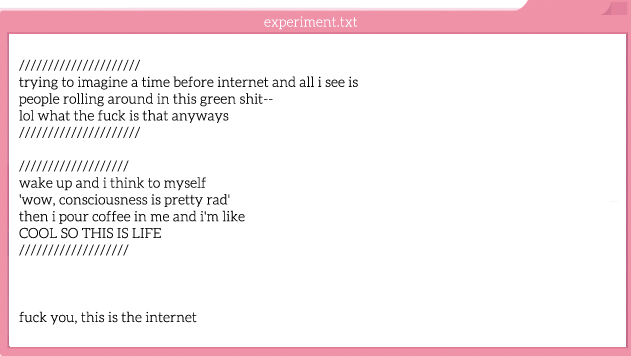 experiment.txt
/////////////////////
trying to imagine a time before internet and all i see is
people rolling around in this green shit--
lol what the fuck is that anyways
/////////////////////
///////////////////
wake up and i think to myself
'wow, consciousness is pretty rad'
then i pour coffee in me and i'm like
COOL SO THIS IS LIFE
///////////////////
fuck you, this is the internet